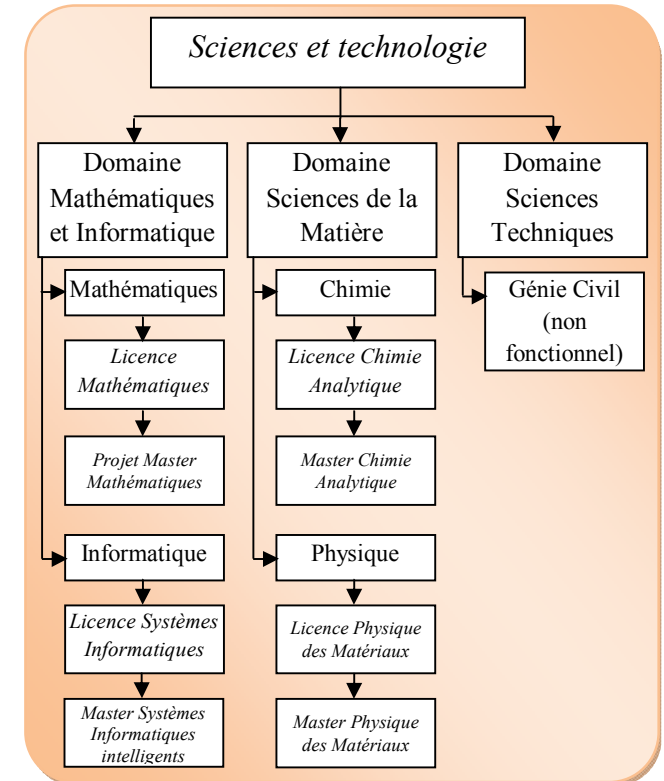 Sciences et technologie
Domaine
Mathématiques
et Informatique
Domaine
Sciences de la
Matière
Domaine
Sciences
Techniques
Mathématiques
Licence
Mathématiques
Projet Master
Mathématiques
Informatique
Licence Systèmes
Informatiques
Master Systèmes
Informatiques
intelligents
Chimie
Licence Chimie
Analytique
Master Chimie
Analytique
Physique
Licence Physique
des Matériaux
Master Physique
des Matériaux
Génie Civil
(non
fonctionnel)